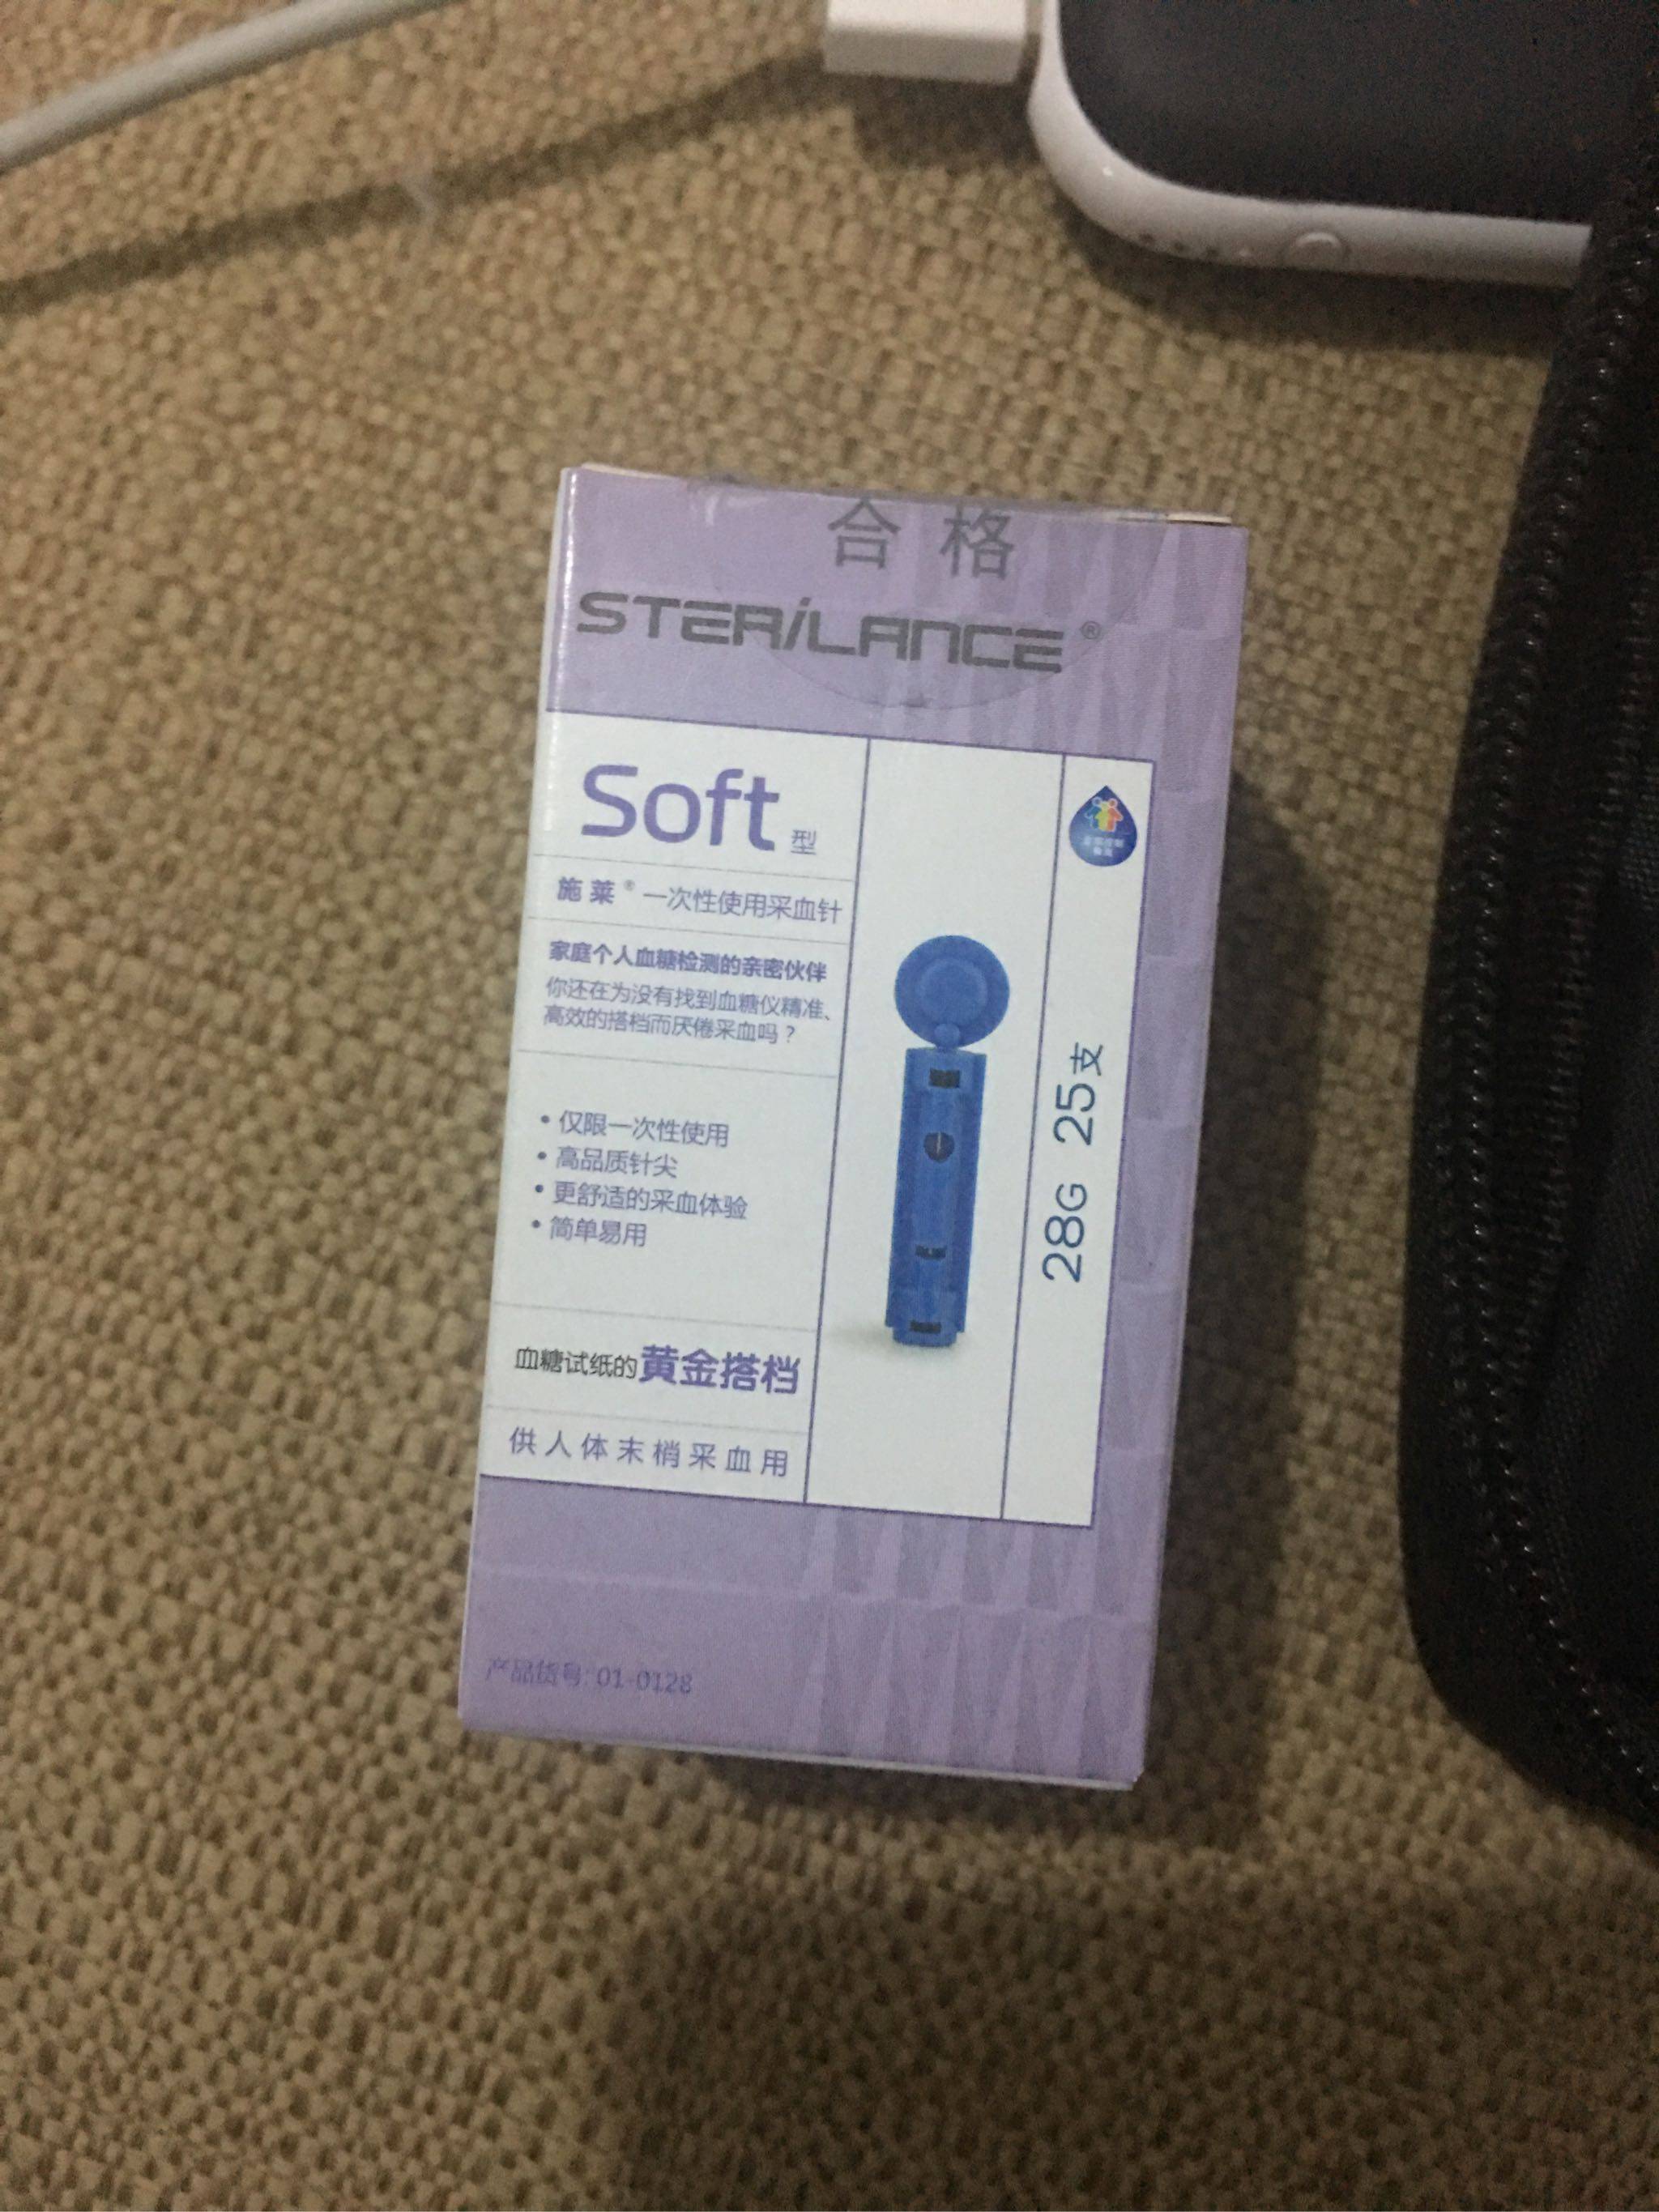 合格
STERiLANCE®
Soft型
施莱® 一次性使用采血针
家庭个人血糖检测的亲密伙伴
你还在为没有找到血糖仪精准、
高效的搭档而厌倦采血吗？
• 仅限一次性使用
• 高品质针尖
• 更舒适的采血体验
• 简单易用
血糖试纸的黄金搭档
供人体末梢采血用
28G 25支
产品货号: 01-0128